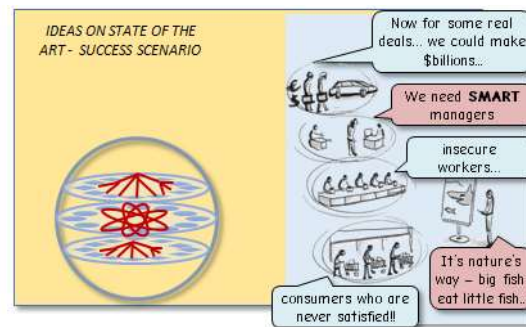 IDEAS ON STATE OF THE
ART - SUCCESS SCENARIO
Now for some real
deals... we could make
$billions...
We need SMART
managers
insecure
workers...
It's nature's
way – big fish
eat little fish...
consumers who are
never satisfied!!